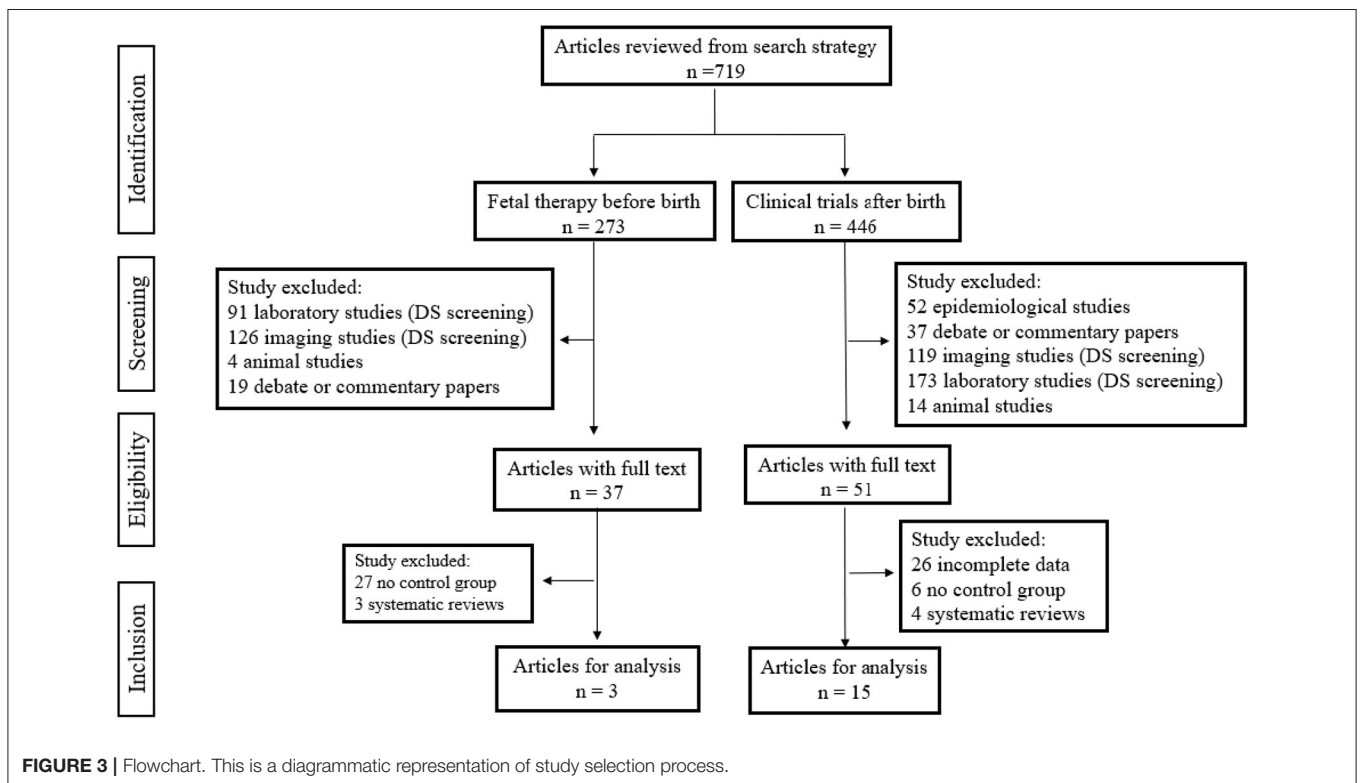 Identification
Screening
Eligibility
Inclusion
Articles reviewed from search strategy
n =719
Fetal therapy before birth
n = 273
Clinical trials after birth
n = 446
Study excluded:
91 laboratory studies (DS screening)
126 imaging studies (DS screening)
4 animal studies
19 debate or commentary papers
Study excluded:
52 epidemiological studies
37 debate or commentary papers
119 imaging studies (DS screening)
173 laboratory studies (DS screening)
14 animal studies
Articles with full text
n = 37
Articles with full text
n = 51
Study excluded:
27 no control group
3 systematic reviews
Study excluded:
26 incomplete data
6 no control group
4 systematic reviews
Articles for analysis
n = 3
Articles for analysis
n = 15
FIGURE 3 | Flowchart. This is a diagrammatic representation of study selection process.